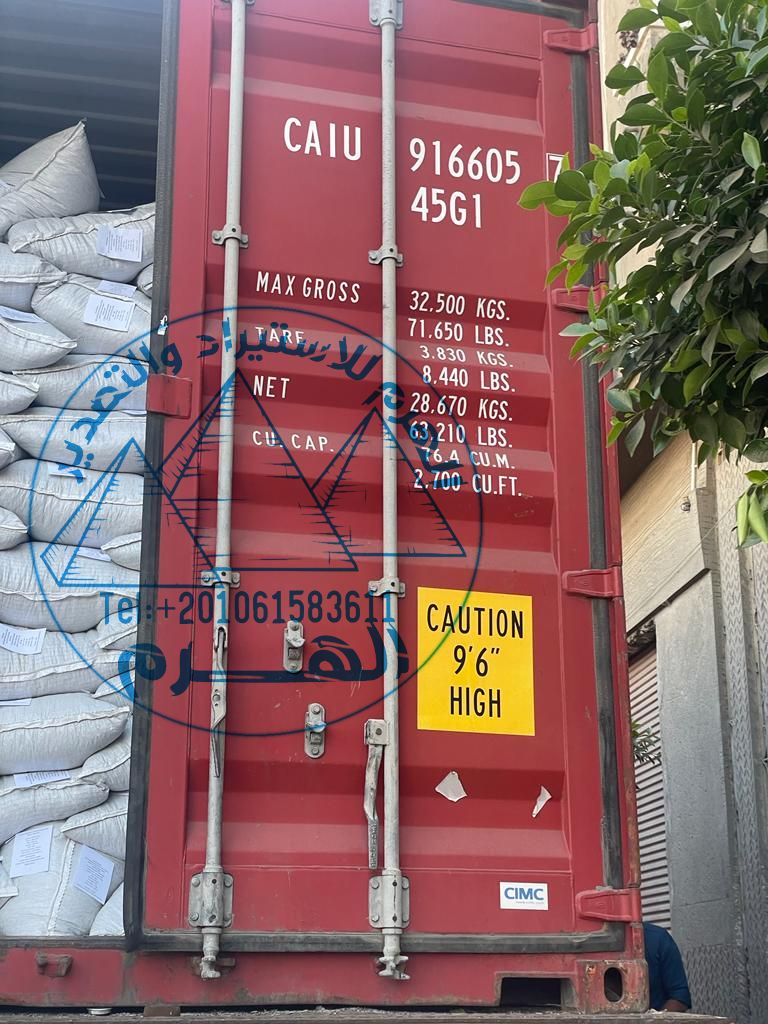 CAIU 916605 7
45G1
MAX GROSS 32,500 KGS.
71,650 LBS.
TARE 3,830 KGS.
8,440 LBS.
NET 28,670 KGS.
63,210 LBS.
CU. CAP. 76.4 CU.M.
2,700 CU.FT.
للاستيراد والتصدير
Tel:+201061583611
الهرم
CAUTION
9'6"
HIGH
CIMC